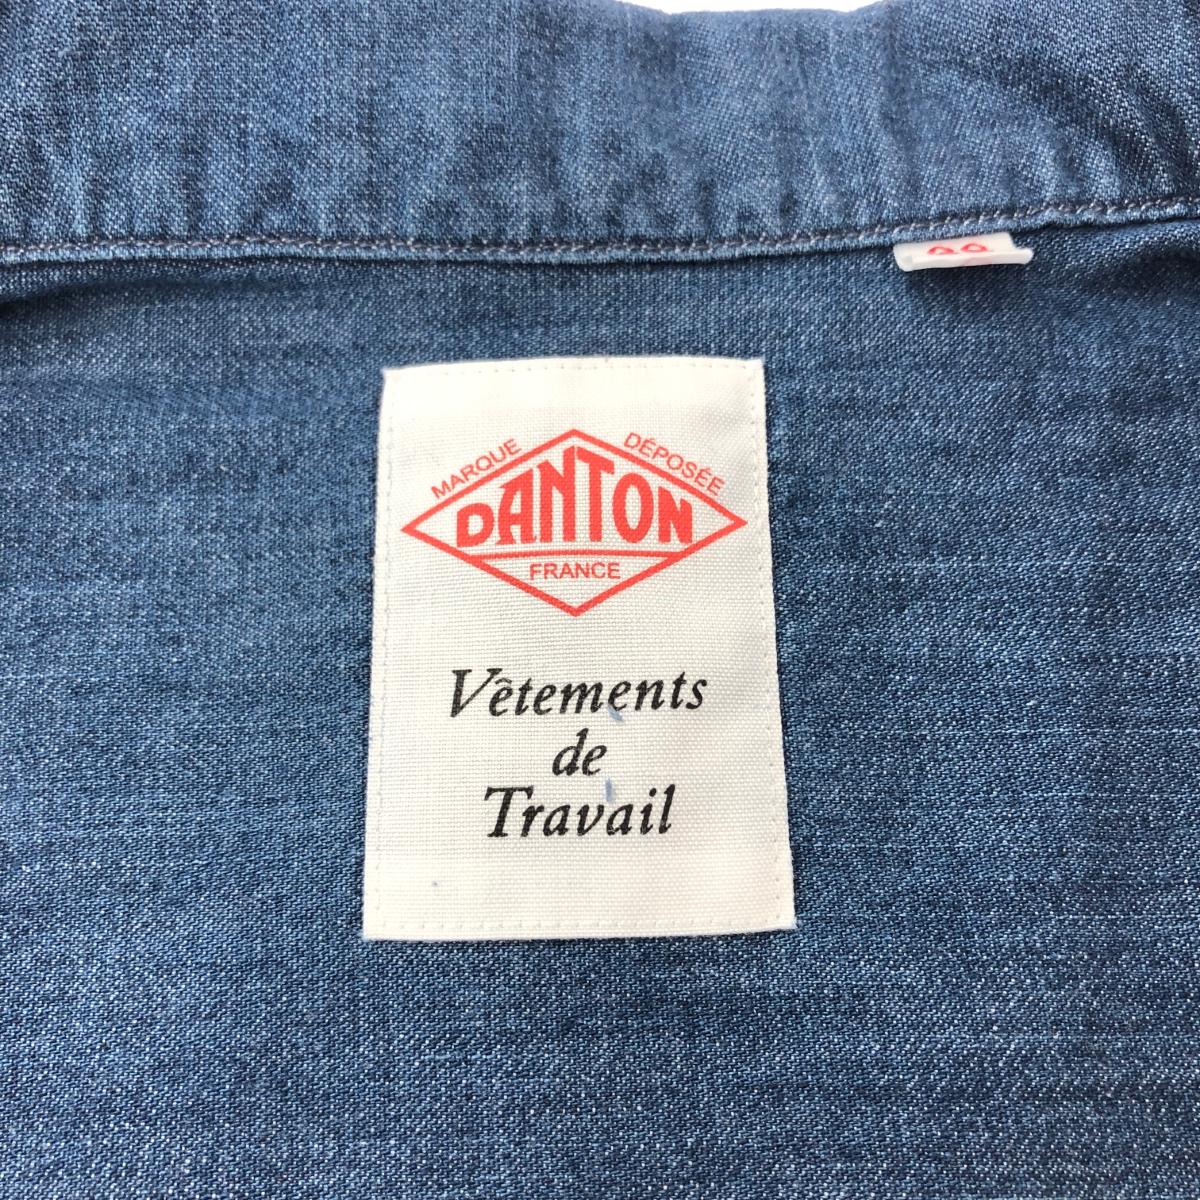 MARQUE DÉPOSÉE
DANTON
FRANCE
Vêtements
de
Travail